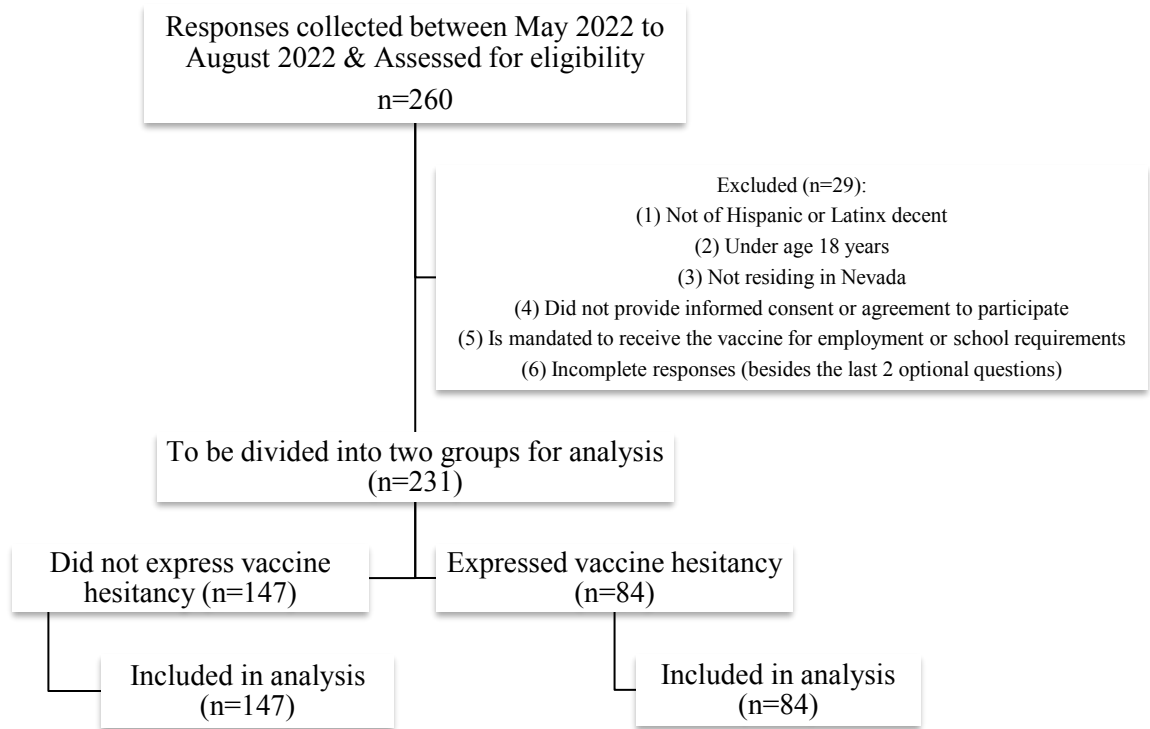 Responses collected between May 2022 to
August 2022 & Assessed for eligibility
n=260
Excluded (n=29):
(1) Not of Hispanic or Latinx decent
(2) Under age 18 years
(3) Not residing in Nevada
(4) Did not provide informed consent or agreement to participate
(5) Is mandated to receive the vaccine for employment or school requirements
(6) Incomplete responses (besides the last 2 optional questions)
To be divided into two groups for analysis
(n=231)
Did not express vaccine
hesitancy (n=147)
Expressed vaccine hesitancy
(n=84)
Included in analysis
(n=147)
Included in analysis
(n=84)